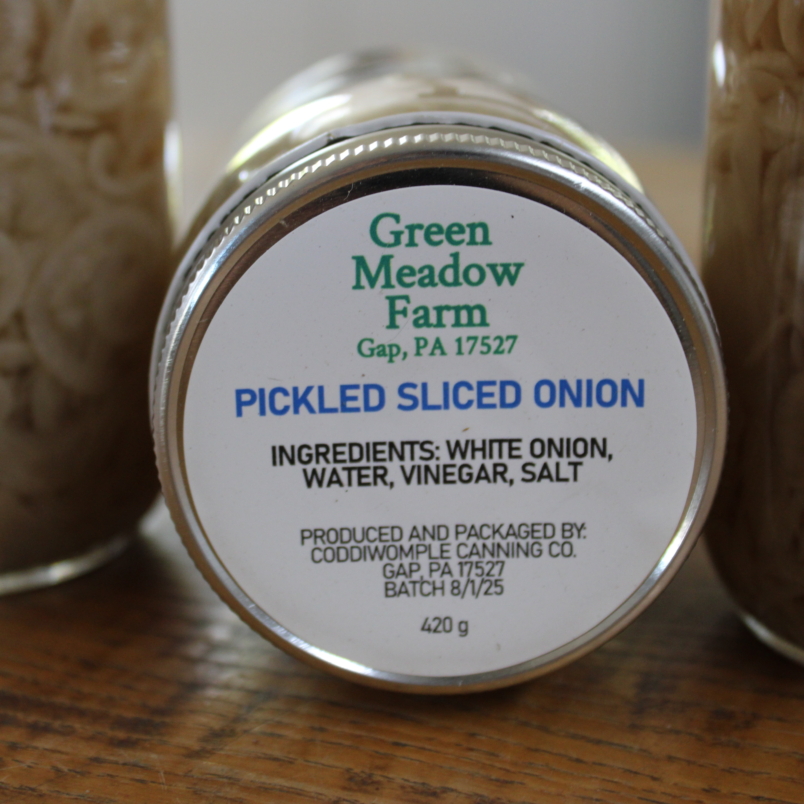 Green
Meadow
Farm
Gap, PA 17527
PICKLED SLICED ONION
INGREDIENTS: WHITE ONION,
WATER, VINEGAR, SALT
PRODUCED AND PACKAGED BY:
CODDIWOMPLE CANNING CO.
GAP, PA 17527
BATCH 8/1/25
420 g